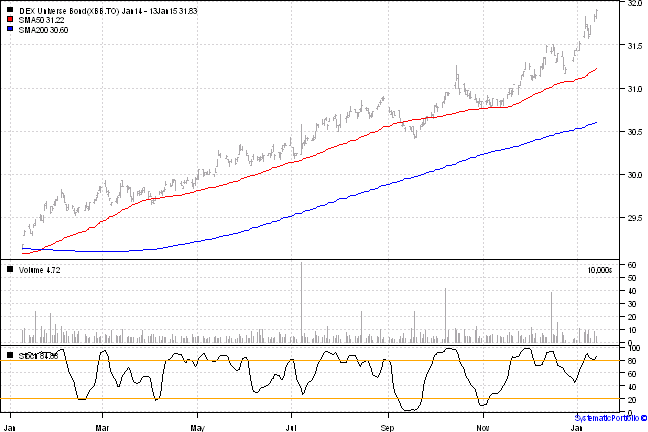 DEX Universe Bond(XBB.TO) Jan14 - 13Jan15 31.83
SMA50 31.22
SMA200 30.60
32.0
31.5
31.0
30.5
30.0
29.5
Volume 4.72
10,000s
60
50
40
30
20
10
0
100
80
60
40
20
0
Jan
Mar
May
Jul
Sep
Nov
Jan
SystematicPortfolio ©